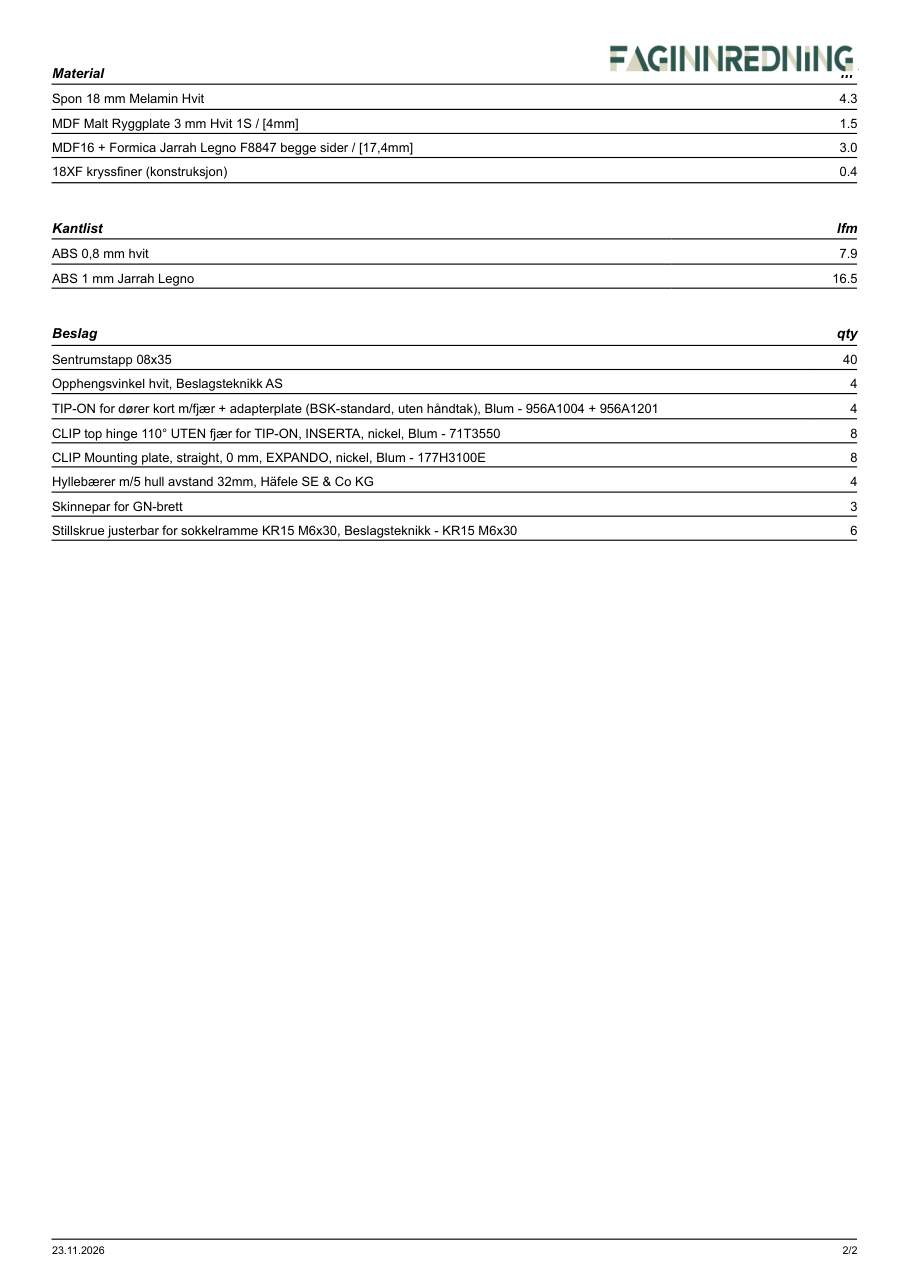 FAGINNREDNING
Material
Spon 18 mm Melamin Hvit 4.3
MDF Malt Ryggplate 3 mm Hvit 1S / [4mm] 1.5
MDF16 + Formica Jarrah Legno F8847 begge sider / [17,4mm] 3.0
18XF kryssfiner (konstruksjon) 0.4
Kantlist lfm
ABS 0,8 mm hvit 7.9
ABS 1 mm Jarrah Legno 16.5
Beslag qty
Sentrumstapp 08x35 40
Opphengsvinkel hvit, Beslagsteknikk AS 4
TIP-ON for dører kort m/fjær + adapterplate (BSK-standard, uten håndtak), Blum - 956A1004 + 956A1201 4
CLIP top hinge 110° UTEN fjær for TIP-ON, INSERTA, nickel, Blum - 71T3550 8
CLIP Mounting plate, straight, 0 mm, EXPANDO, nickel, Blum - 177H3100E 8
Hyllebærer m/5 hull avstand 32mm, Häfele SE & Co KG 4
Skinnepar for GN-brett 3
Stillskrue justerbar for sokkelramme KR15 M6x30, Beslagsteknikk - KR15 M6x30 6
23.11.2026 2/2